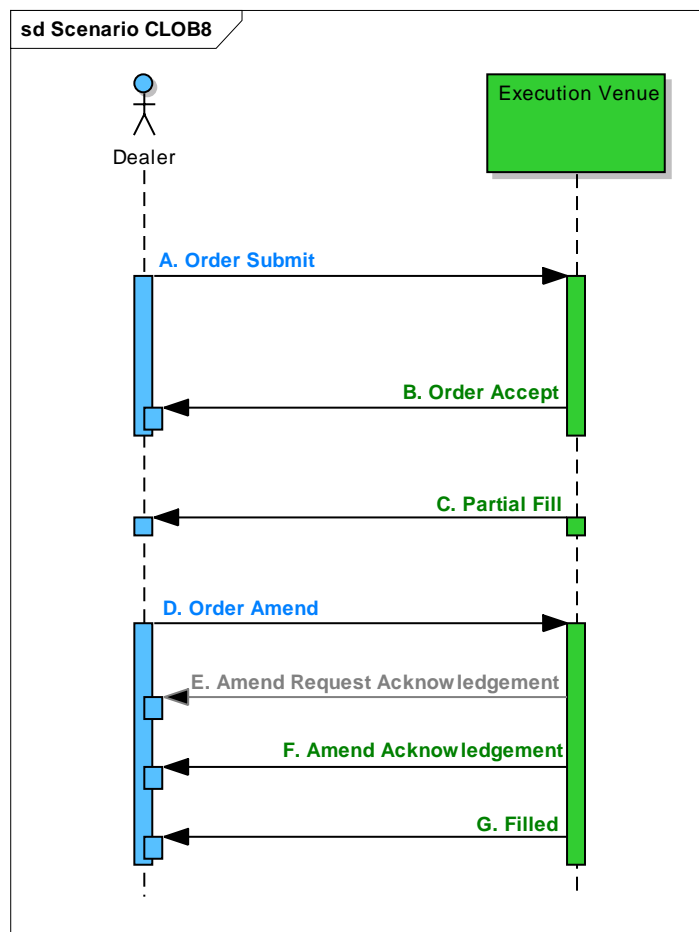 sd Scenario CLOB8
Dealer
Execution Venue
A. Order Submit
B. Order Accept
C. Partial Fill
D. Order Amend
E. Amend Request Acknowledgement
F. Amend Acknowledgement
G. Filled